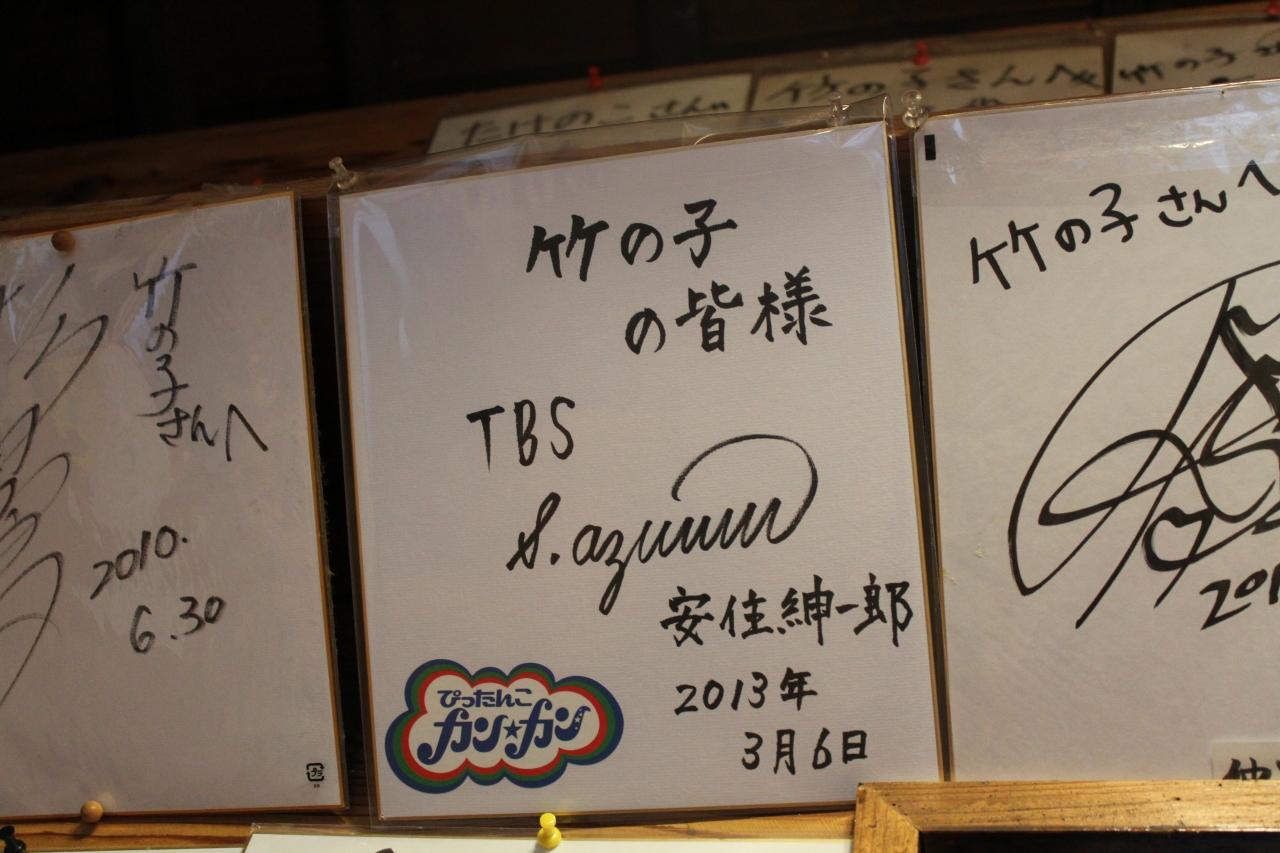 たけのこさんへ
竹の子さんへ
竹の子
竹の子さんへ
2010.
6.30
竹の子
の皆様
TBS
S.azumi
安住紳一郎
2013年
3月6日
ぴったんこ
カン★カン
竹の子さんへ
201